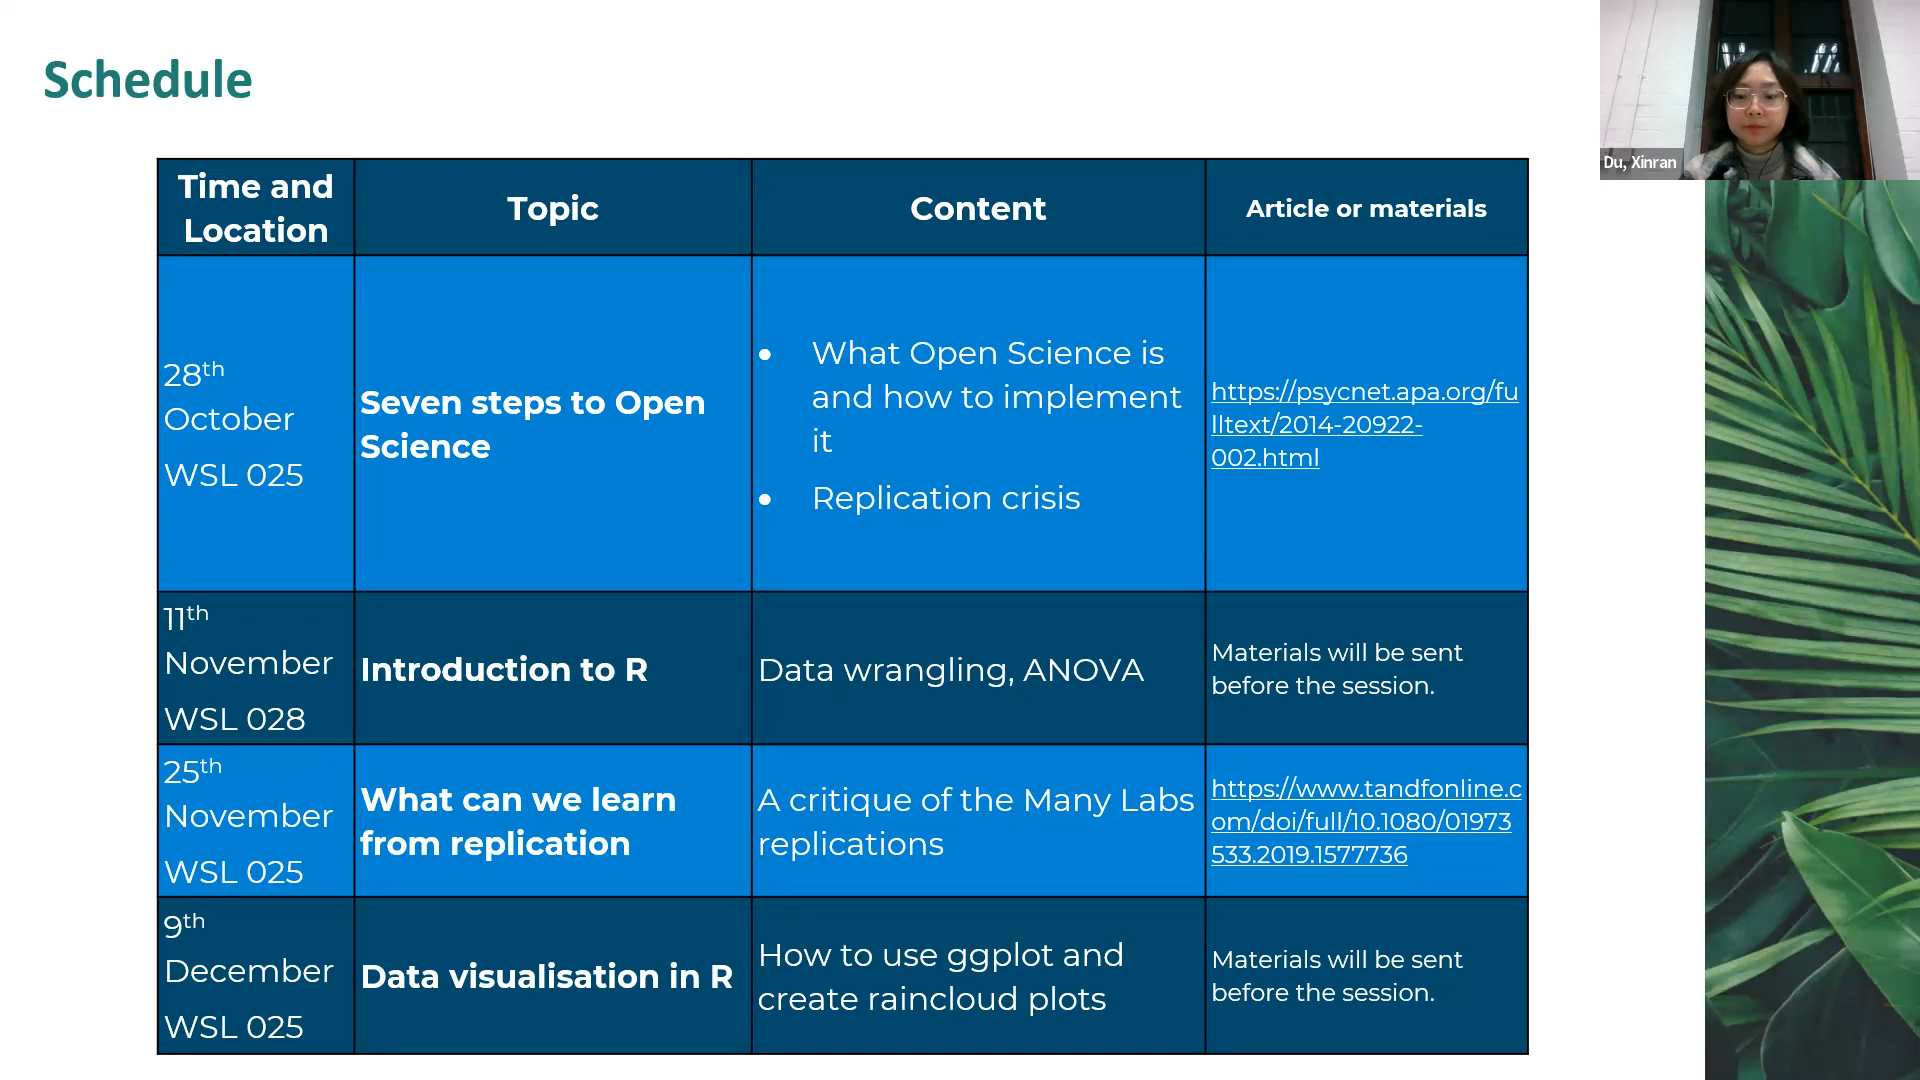 Schedule
Du, Xinran
Time and
Location
Topic
Content
Article or materials
28th
October
WSL 025
Seven steps to Open
Science
• What Open Science is
and how to implement
it
• Replication crisis
https://psycnet.apa.org/fu
lltext/2014-20922-
002.html
11th
November
WSL 028
Introduction to R
Data wrangling, ANOVA
Materials will be sent
before the session.
25th
November
WSL 025
What can we learn
from replication
A critique of the Many Labs
replications
https://www.tandfonline.c
om/doi/full/10.1080/01973
533.2019.1577736
9th
December
WSL 025
Data visualisation in R
How to use ggplot and
create raincloud plots
Materials will be sent
before the session.